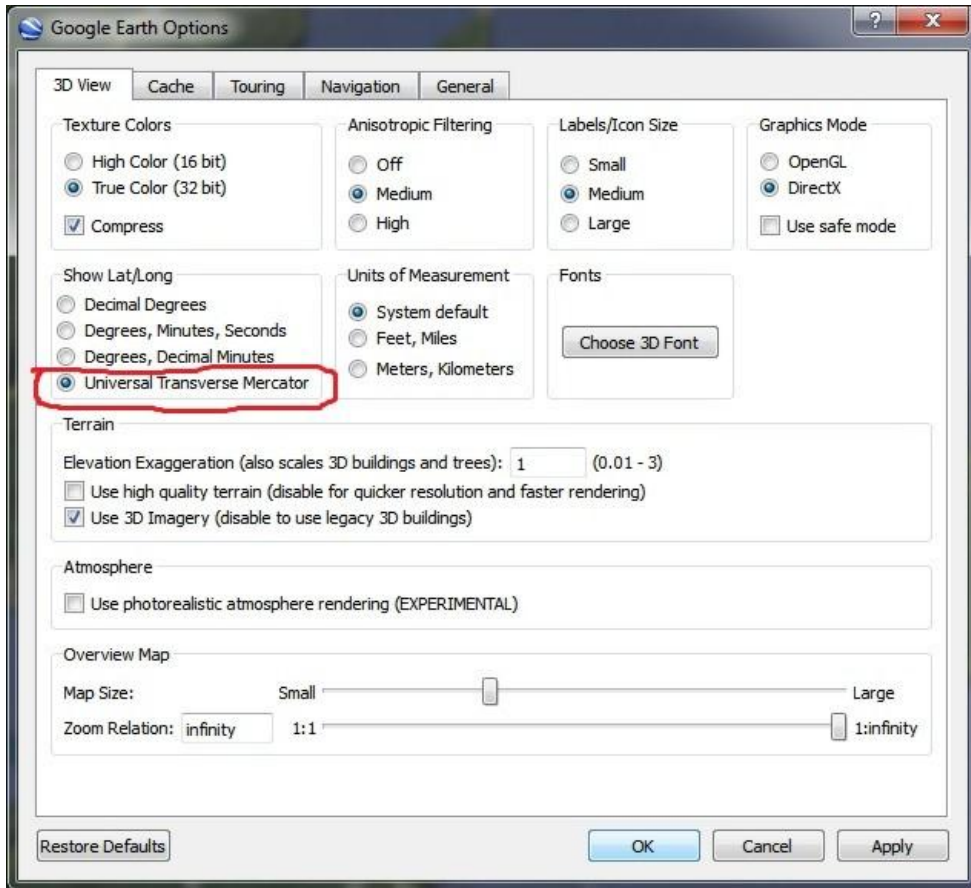 Google Earth Options
3D View Cache Touring Navigation General
Texture Colors
High Color (16 bit)
True Color (32 bit)
Compress
Anisotropic Filtering
Off
Medium
High
Labels/Icon Size
Small
Medium
Large
Graphics Mode
OpenGL
DirectX
Use safe mode
Show Lat/Long
Decimal Degrees
Degrees, Minutes, Seconds
Degrees, Decimal Minutes
Universal Transverse Mercator
Units of Measurement
System default
Feet, Miles
Meters, Kilometers
Fonts
Choose 3D Font
Terrain
Elevation Exaggeration (also scales 3D buildings and trees): 1 (0.01 - 3)
Use high quality terrain (disable for quicker resolution and faster rendering)
Use 3D Imagery (disable to use legacy 3D buildings)
Atmosphere
Use photorealistic atmosphere rendering (EXPERIMENTAL)
Overview Map
Map Size: Small Large
Zoom Relation: infinity 1:1 1:infinity
Restore Defaults OK Cancel Apply